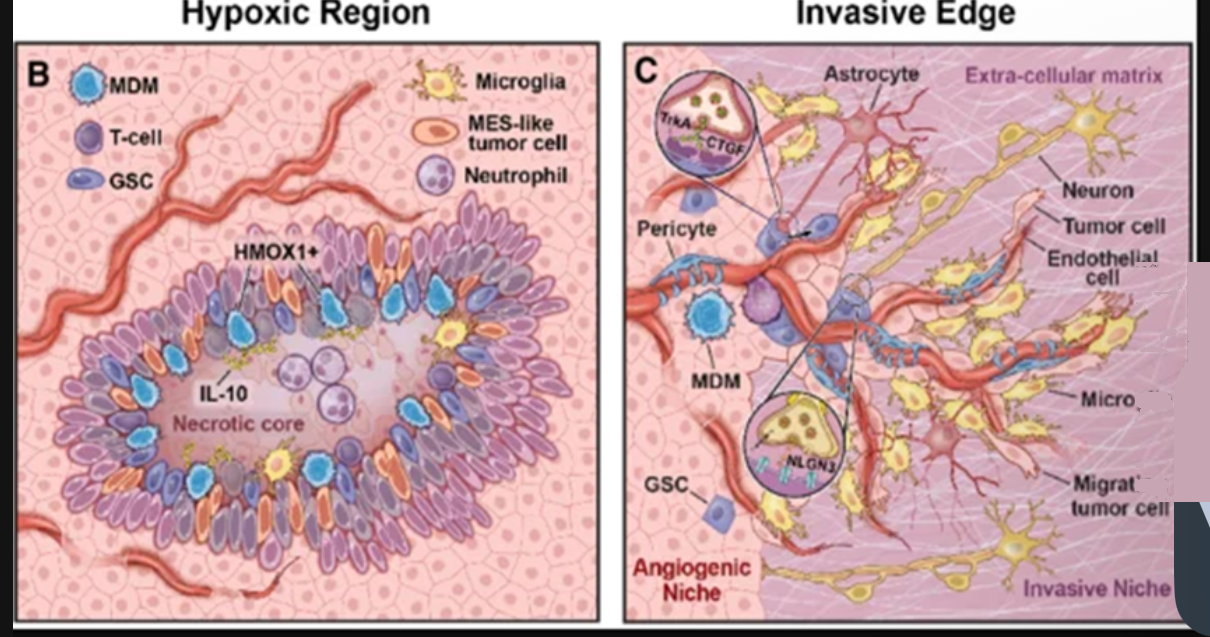 Hypoxic Region
B
MDM
T-cell
GSC
Microglia
MES-like
tumor cell
Neutrophil
HMOX1+
IL-10
Necrotic core
Invasive Edge
C
Astrocyte
Extra-cellular matrix
TrkA
CTGF
Neuron
Pericyte
Tumor cell
Endothelial
cell
MDM
Micro
NLGN3
GSC
Migrat
tumor cell
Angiogenic
Niche
Invasive Niche